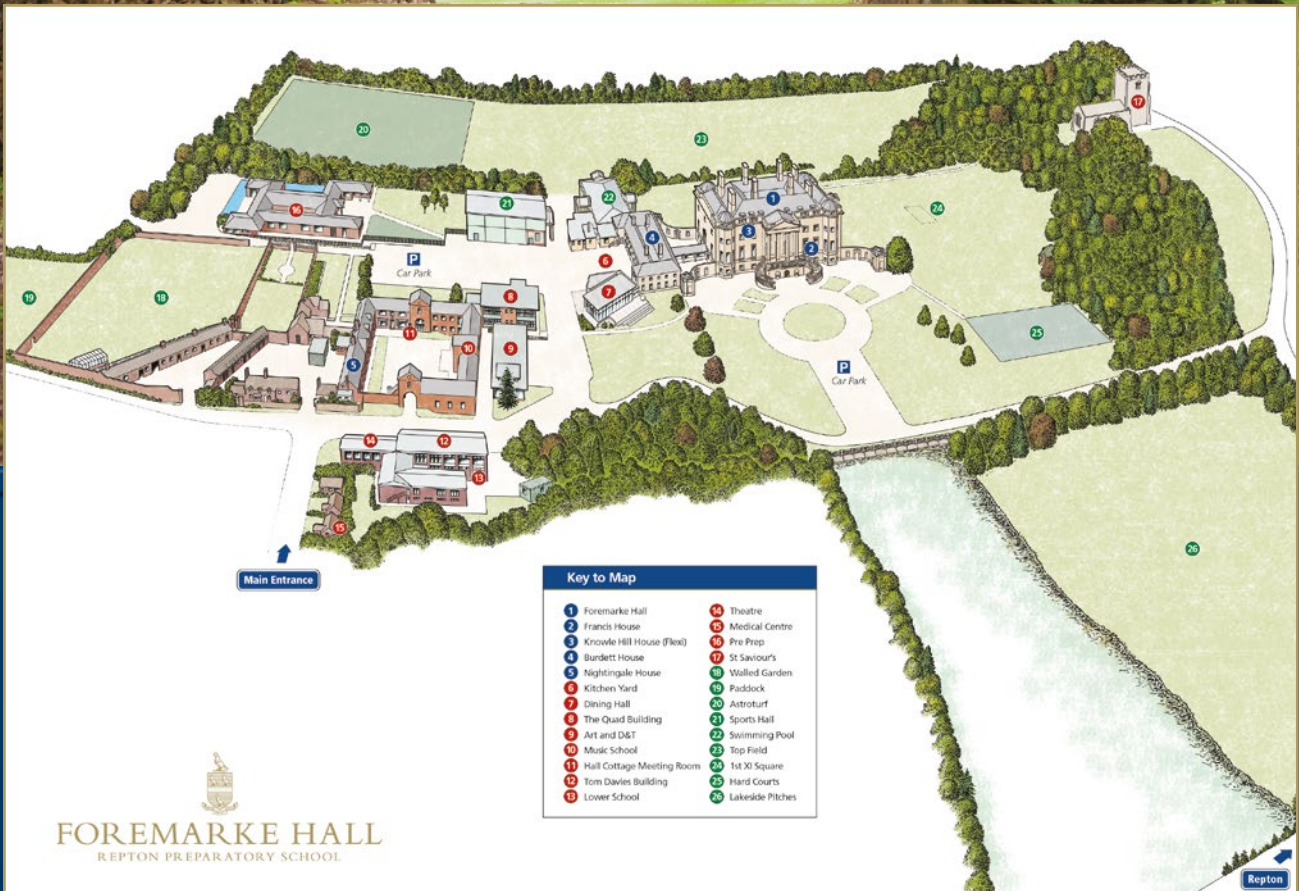 20
23
17
16
21
22
1
24
4
3
2
P
Car Park
6
19
18
8
7
11
25
5
10
9
P
Car Park
14
12
13
15
26
Main Entrance
Key to Map
1 Foremarke Hall
2 Francis House
3 Knowle Hill House (Flexi)
4 Burdett House
5 Nightingale House
6 Kitchen Yard
7 Dining Hall
8 The Quad Building
9 Art and D&T
10 Music School
11 Hall Cottage Meeting Room
12 Tom Davies Building
13 Lower School
14 Theatre
15 Medical Centre
16 Pre Prep
17 St Saviour's
18 Walled Garden
19 Paddock
20 Astroturf
21 Sports Hall
22 Swimming Pool
23 Top Field
24 1st XI Square
25 Hard Courts
26 Lakeside Pitches
FOREMARKE HALL
REPTON PREPARATORY SCHOOL
Repton